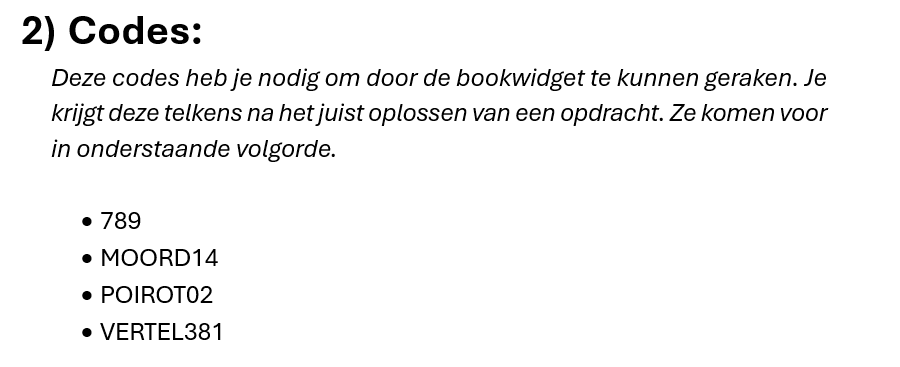 2) Codes:
Deze codes heb je nodig om door de bookwidget te kunnen geraken. Je
krijgt deze telkens na het juist oplossen van een opdracht. Ze komen voor
in onderstaande volgorde.
• 789
• MOORD14
• POIROT02
• VERTEL381